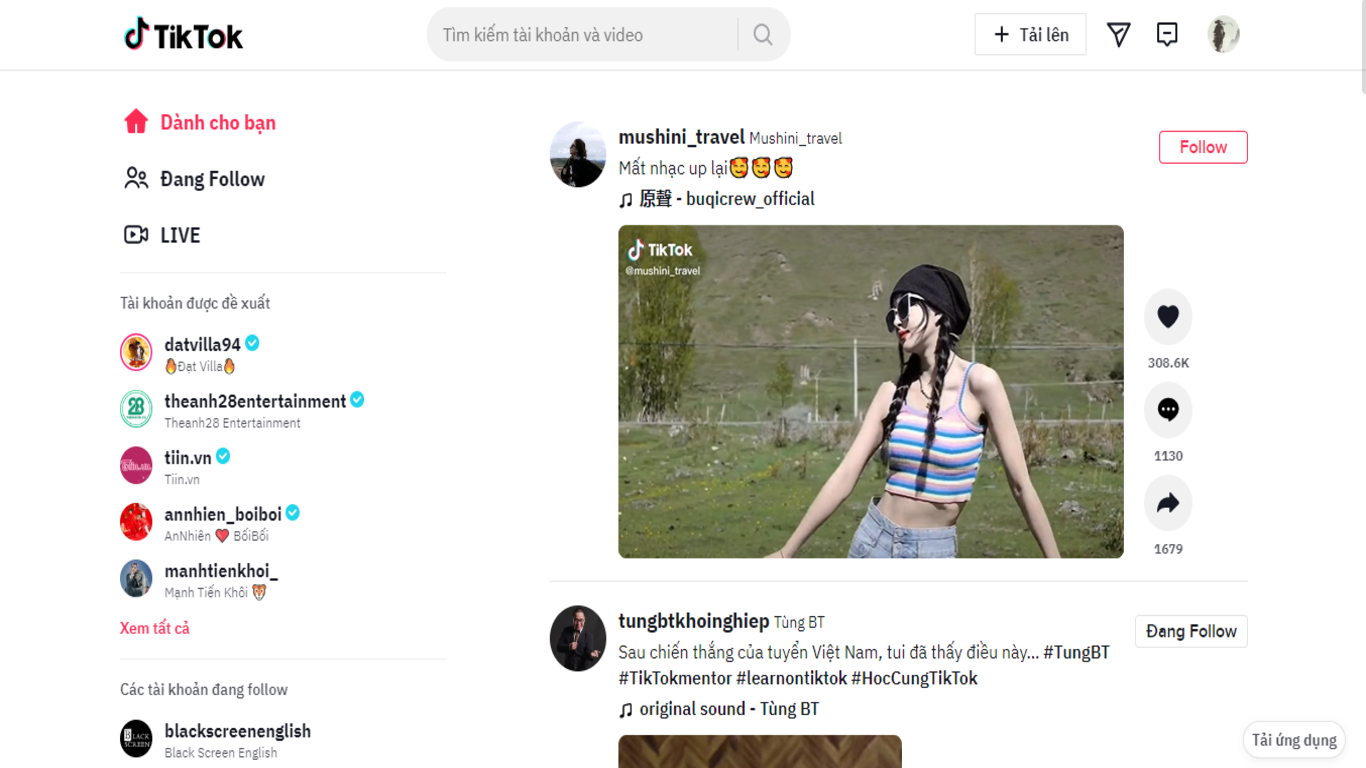 TikTok
Tìm kiếm tài khoản và video
Tải lên
Dành cho bạn
Đang Follow
LIVE
Tài khoản được đề xuất
datvilla94
🔥Đạt Villa🔥
theanh28entertainment
Theanh28 Entertainment
tiin.vn
Tiin.vn
annhien_boiboi
AnNhiên ❤️ BốiBối
manhtienkhoi_
Mạnh Tiến Khôi 🐯
Xem tất cả
Các tài khoản đang follow
BLACK
SCREEN
blackscreenenglish
Black Screen English
mushini_travel Mushini_travel
Follow
Mất nhạc up lại🥰🥰🥰
♫ 原聲 - buqicrew_official
TikTok
@mushini_travel
308.6K
1130
1679
tungbtkhoinghiep Tùng BT
Đang Follow
Sau chiến thắng của tuyển Việt Nam, tui đã thấy điều này... #TungBT
#TikTokmentor #learnontiktok #HocCungTikTok
♫ original sound - Tùng BT
Tải ứng dụng